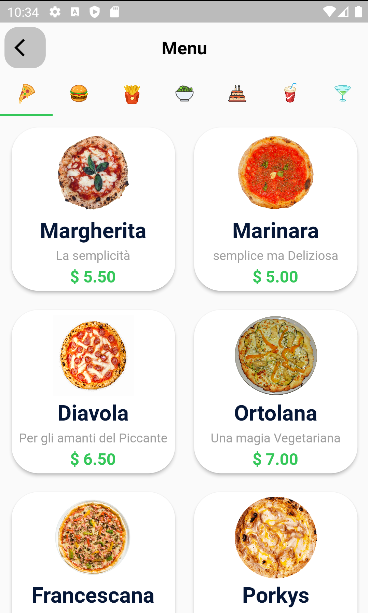 10:34
Menu
Margherita
La semplicità
$ 5.50
Marinara
semplice ma Deliziosa
$ 5.00
Diavola
Per gli amanti del Piccante
$ 6.50
Ortolana
Una magia Vegetariana
$ 7.00
Francescana
Porkys